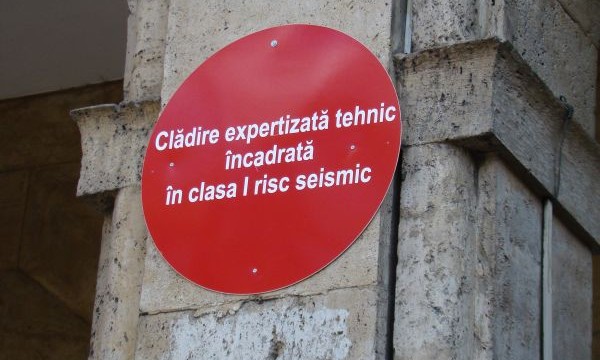 Clădire expertizată tehnic
încadrată
în clasa I risc seismic